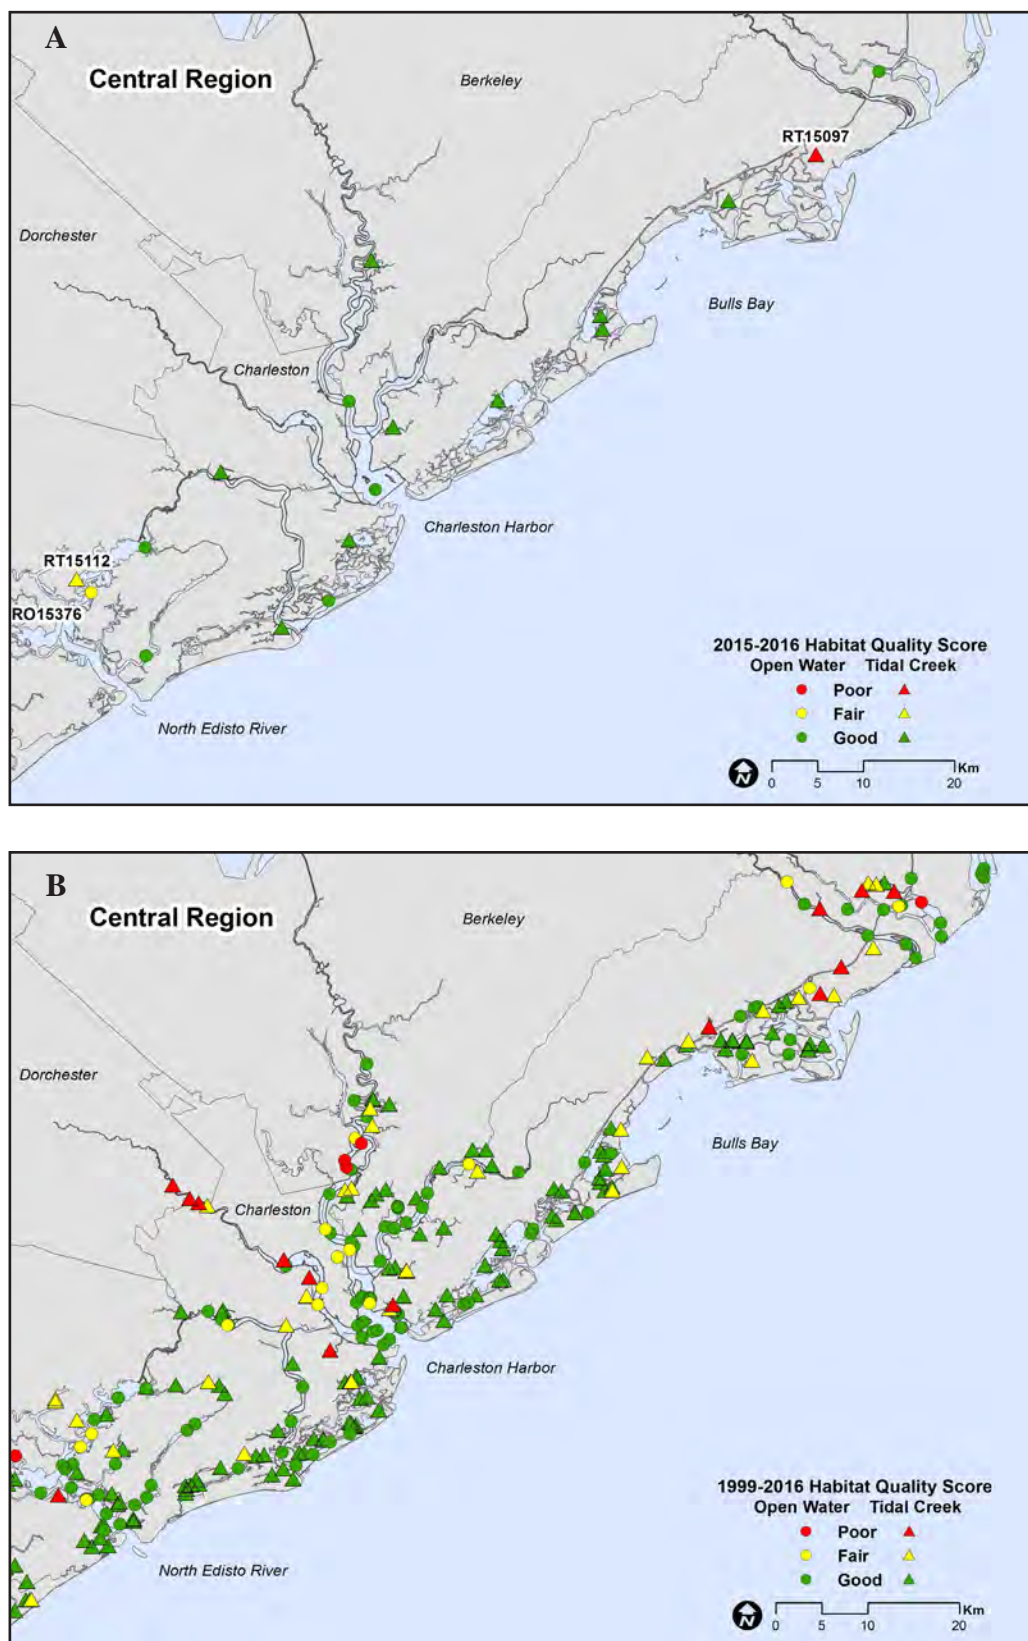 A
Central Region
Berkeley
RT15097
Dorchester
Bulls Bay
Charleston
Charleston Harbor
RT15112
RO15376
North Edisto River
2015-2016 Habitat Quality Score
Open Water Tidal Creek
Poor
Fair
Good
N
0 5 10 20 Km
B
Central Region
Berkeley
Dorchester
Bulls Bay
Charleston
Charleston Harbor
North Edisto River
1999-2016 Habitat Quality Score
Open Water Tidal Creek
Poor
Fair
Good
N
0 5 10 20 Km